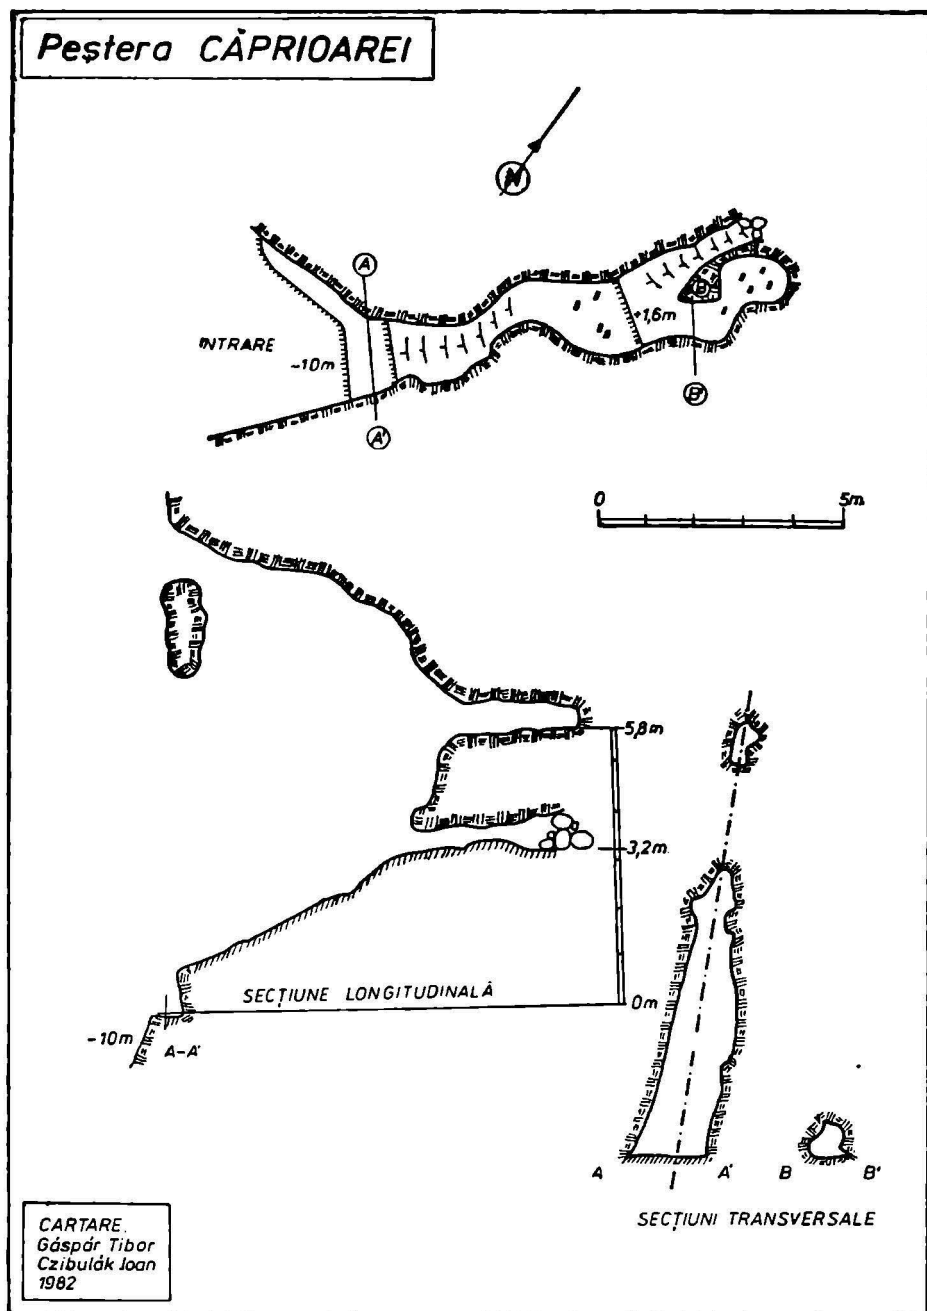 Peștera CĂPRIOAREI
N
A
INTRARE
-10m
+1,6m
B
B'
A'
0 5m
5,8m
3,2m
SECȚIUNE LONGITUDINALĂ
0m
-10m
A-A'
A A' B B'
SECȚIUNI TRANSVERSALE
CARTARE.
Gáspár Tibor
Czibulák Ioan
1982